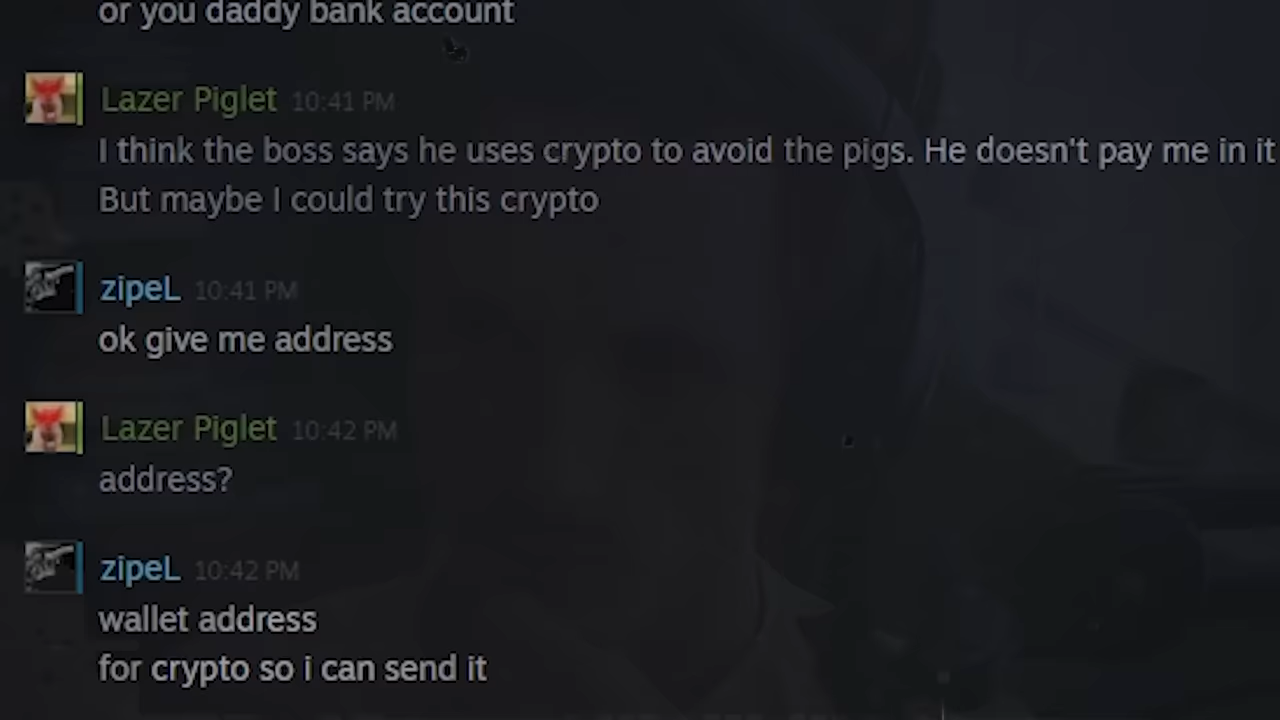 or you daddy bank account
Lazer Piglet 10:41 PM
I think the boss says he uses crypto to avoid the pigs. He doesn't pay me in it
But maybe I could try this crypto
zipeL 10:41 PM
ok give me address
Lazer Piglet 10:42 PM
address?
zipeL 10:42 PM
wallet address
for crypto so i can send it